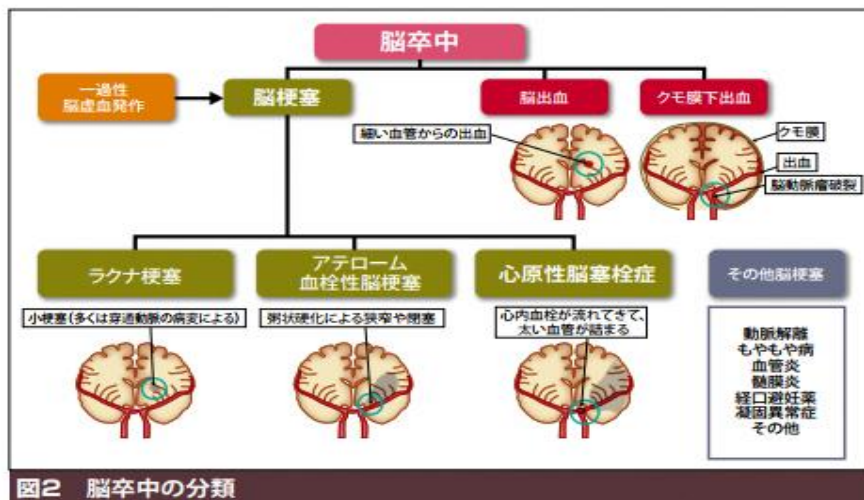 脳卒中
一過性
脳虚血発作
脳梗塞
脳出血
クモ膜下出血
細い血管からの出血
クモ膜
出血
脳動脈瘤破裂
ラクナ梗塞
アテローム
血栓性脳梗塞
心原性脳塞栓症
その他脳梗塞
小梗塞(多くは穿通動脈の病変による)
粥状硬化による狭窄や閉塞
心内血栓が流れてきて、
太い血管が詰まる
動脈解離
もやもや病
血管炎
髄膜炎
経口避妊薬
凝固異常症
その他
図2 脳卒中の分類